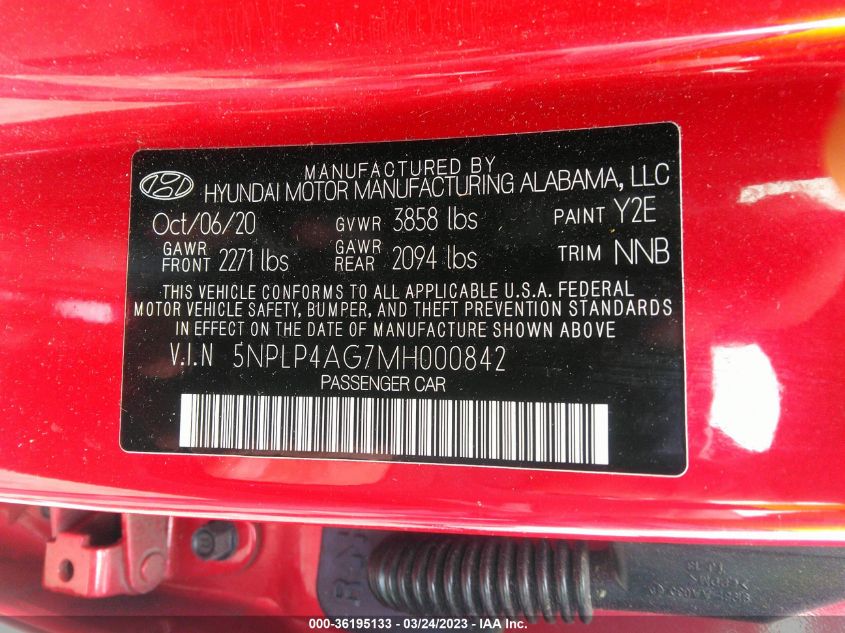 MANUFACTURED BY
HYUNDAI MOTOR MANUFACTURING ALABAMA, LLC
Oct/06/20 GVWR 3858 lbs PAINT Y2E
GAWR FRONT 2271 lbs GAWR REAR 2094 lbs TRIM NNB
THIS VEHICLE CONFORMS TO ALL APPLICABLE U.S.A. FEDERAL
MOTOR VEHICLE SAFETY, BUMPER, AND THEFT PREVENTION STANDARDS
IN EFFECT ON THE DATE OF MANUFACTURE SHOWN ABOVE.
V.I.N 5NPLP4AG7MH000842
PASSENGER CAR
000-36195133 - 03/24/2023 - IAA Inc.